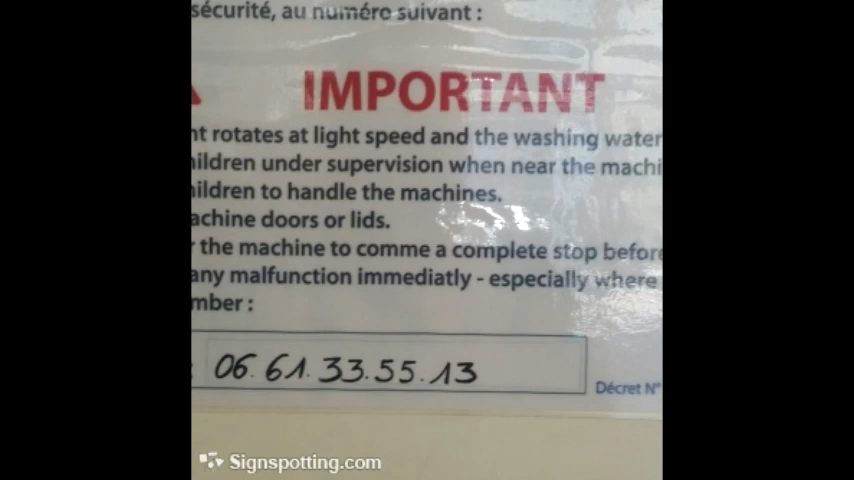 sécurité, au numéro suivant :
IMPORTANT
nt rotates at light speed and the washing water
hildren under supervision when near the machi
hildren to handle the machines.
achine doors or lids.
r the machine to comme a complete stop before
any malfunction immediatly - especially where
mber :
: 06.61.33.55.13
Décret N°
Signspotting.com